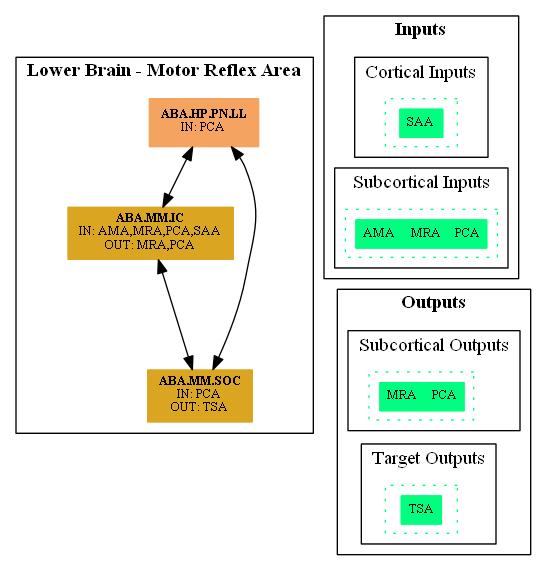 Lower Brain - Motor Reflex Area
ABA.HP.PN.LL
IN: PCA
ABA.MM.IC
IN: AMA,MRA,PCA,SAA
OUT: MRA,PCA
ABA.MM.SOC
IN: PCA
OUT: TSA
Inputs
Cortical Inputs
SAA
Subcortical Inputs
AMA MRA PCA
Outputs
Subcortical Outputs
MRA PCA
Target Outputs
TSA